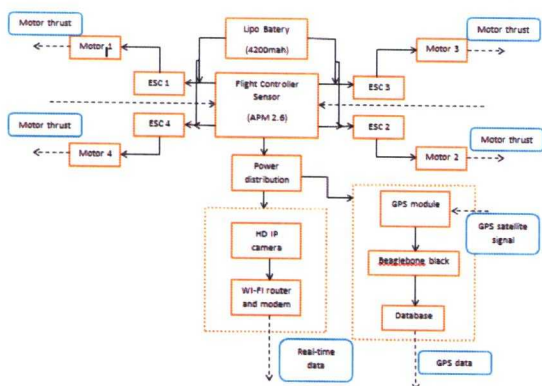 Motor thrust
Motor 1
Lipo Batery
(4200mah)
Motor 3
Motor thrust
ESC 1
Flight Controller
Sensor
(APM 2.6)
ESC 3
Motor thrust
ESC 4
ESC 2
Motor thrust
Motor 4
Motor 2
Power
distribution
GPS module
GPS satellite
signal
HD IP
camera
Beaglebone black
WI-FI router
and modem
Database
Real-time
data
GPS data